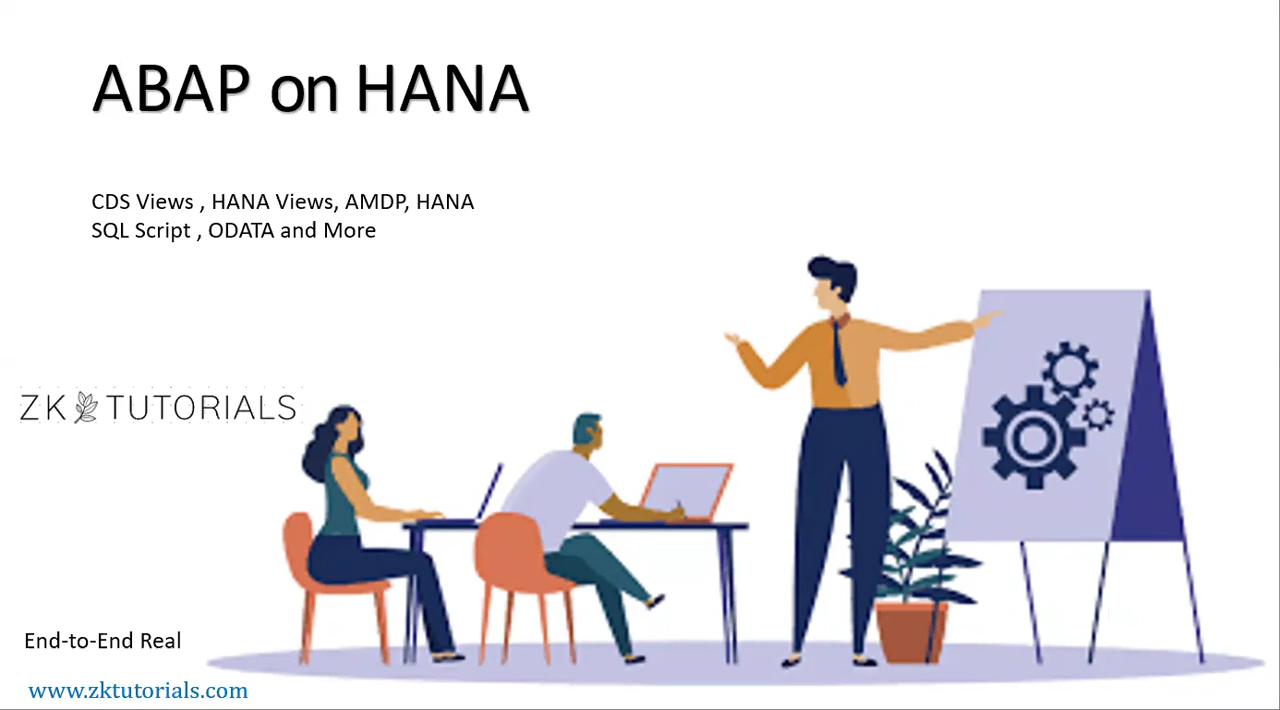 ABAP on HANA
CDS Views , HANA Views, AMDP, HANA
SQL Script , ODATA and More
ZK TUTORIALS
End-to-End Real
www.zktutorials.com